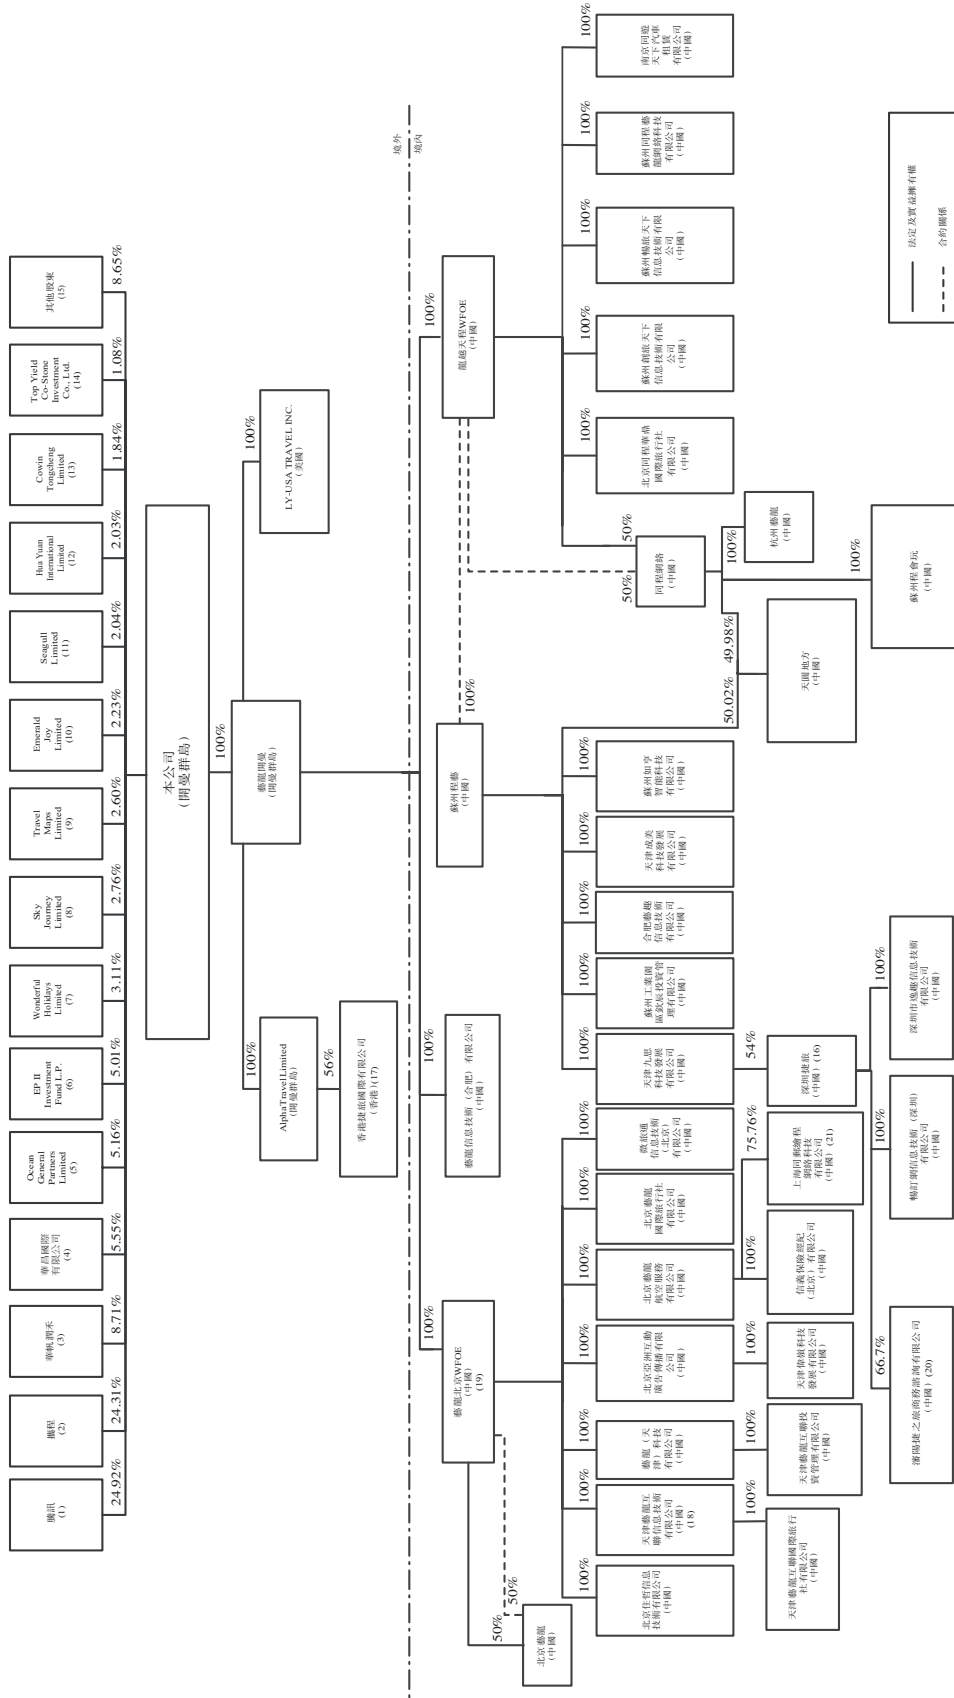 騰訊
(1)
24.92%
攜程
(2)
24.31%
華帆潤禾
(3)
8.71%
華昌國際
有限公司
(4)
5.55%
Ocean
General
Partners
Limited
(5)
5.16%
EP II
Investment
Fund L.P.
(6)
5.01%
Wonderful
Holidays
Limited
(7)
3.11%
Sky
Journey
Limited
(8)
2.76%
Travel
Maps
Limited
(9)
2.60%
Emerald
Joy
Limited
(10)
2.23%
Seagull
Limited
(11)
2.04%
Hua Yuan
International
Limited
(12)
2.03%
Cowin
Tongcheng
Limited
(13)
1.84%
Top Yield
Co-Stone
Investment
Co., Ltd.
(14)
1.08%
其他股東
(15)
8.65%
本公司
(開曼群島)
100%
藝龍開曼
(開曼群島)
100%
AlphaTravelLimited
(開曼群島)
56%
香港捷旅國際有限公司
(香港)(17)
100%
LY-USA TRAVEL INC.
(美國)
境外
境內
100%
藝龍北京WFOE
(中國)
(19)
100%
藝龍信息技術(合肥)有限公司
(中國)
蘇州程藝
(中國)
100%
100%
龍越天程WFOE
(中國)
50%
50%
北京藝龍
(中國)
100%
北京佳哲信息
技術有限公司
(中國)
100%
天津藝龍互
聯信息技術
有限公司
(中國)
(18)
100%
藝龍(天
津)科技
有限公司
(中國)
100%
北京亞洲互動
廣告傳播有限
公司
(中國)
100%
北京藝龍
航空服務
有限公司
(中國)
100%
北京藝龍
國際旅行社
有限公司
(中國)
100%
微旅通
信息技術
(北京)
有限公司
(中國)
100%
天津九思
科技發展
有限公司
(中國)
100%
蘇州工業園
區欽辰投資管
理有限公司
(中國)
100%
合肥藝趣
信息技術
有限公司
(中國)
100%
天津成美
科技發展
有限公司
(中國)
100%
蘇州如亨
智能科技
有限公司
(中國)
50%
50%
同程網絡
(中國)
100%
北京同程華鼎
國際旅行社
有限公司
(中國)
100%
蘇州創旅天下
信息技術有限
公司
(中國)
100%
蘇州暢旅天下
信息技術有限
公司
(中國)
100%
蘇州同程藝
龍網絡科技
有限公司
(中國)
100%
南京同遊
天下汽車
租賃
有限公司
(中國)
100%
天津藝龍互聯國際旅行
社有限公司
(中國)
100%
天津藝龍互聯投
資管理有限公司
(中國)
100%
天津偉嶺科技
發展有限公司
(中國)
100%
信義保險經紀
(北京)有限公司
(中國)
75.76%
上海同郵繪程
網絡科技
有限公司
(中國)(21)
54%
深圳捷旅
(中國)(16)
50.02%
49.98%
天圓地方
(中國)
100%
杭州藝龍
(中國)
66.7%
瀋陽捷之旅商務諮詢有限公司
(中國)(20)
100%
暢訂網信息技術(深圳)
有限公司
(中國)
100%
深圳市逸趣信息技術
有限公司
(中國)
100%
蘇州程會玩
(中國)
法定及實益擁有權
合約關係